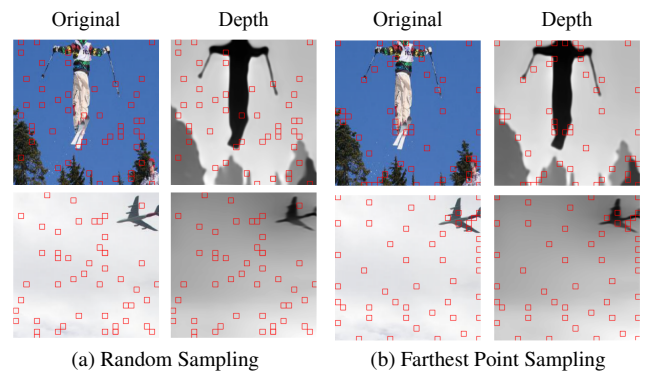 Original Depth Original Depth
(a) Random Sampling (b) Farthest Point Sampling